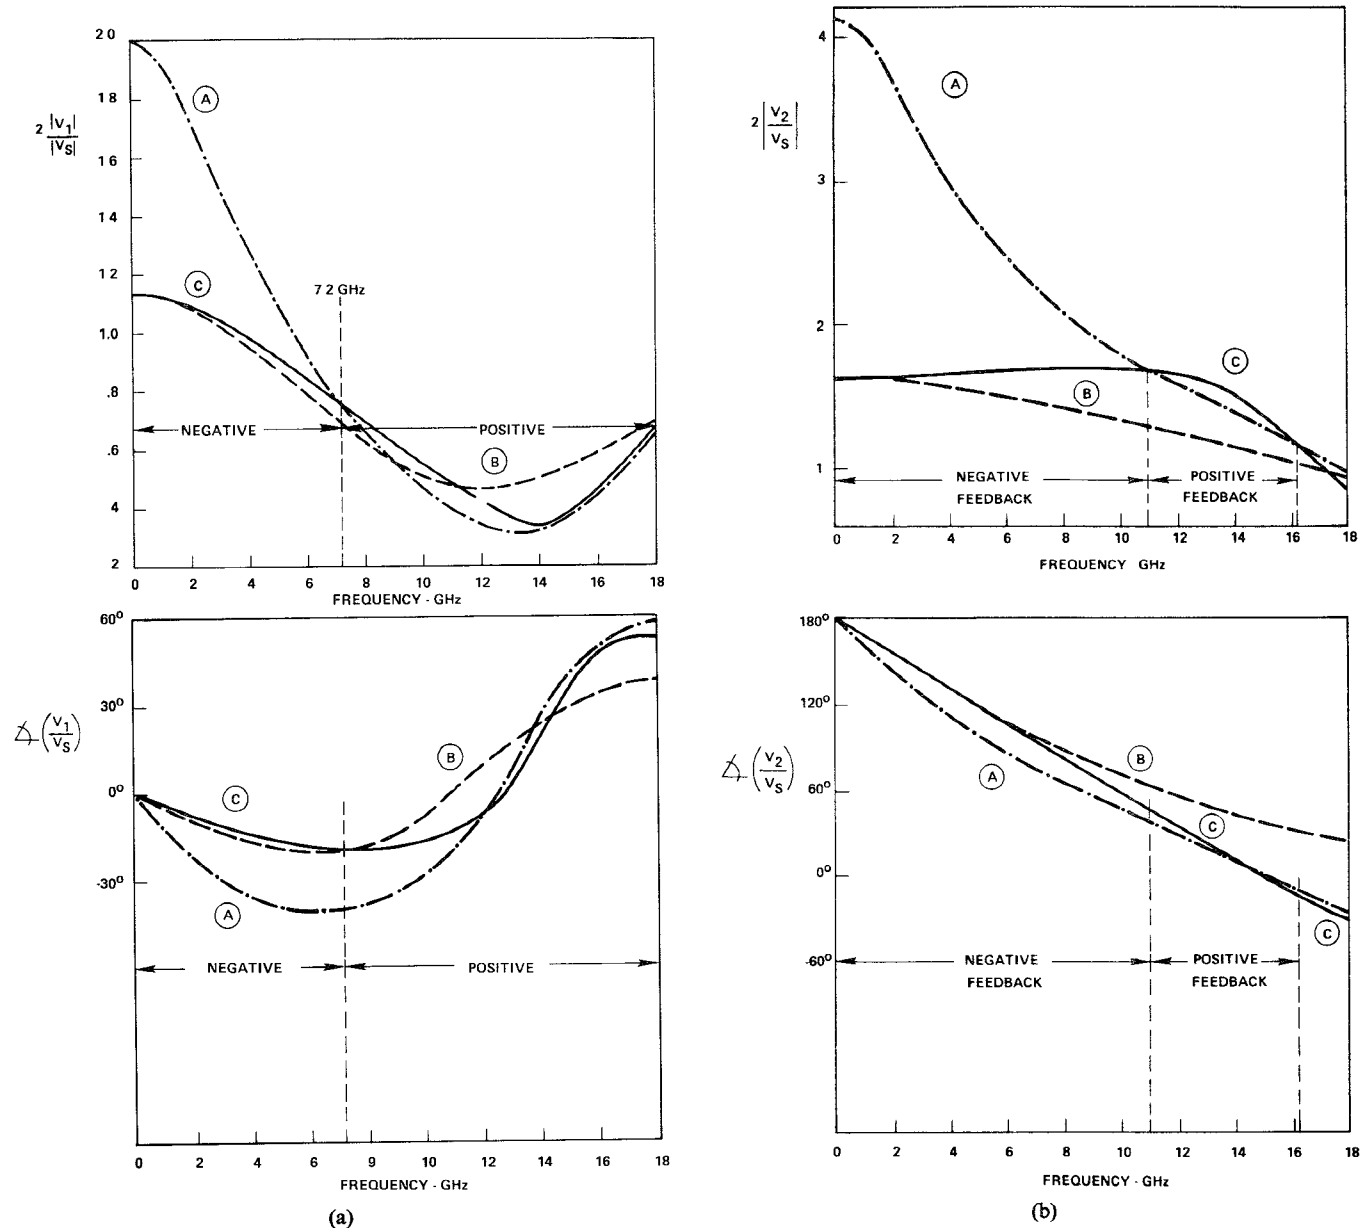 2 0
1 8
1 6
1 4
1 2
1.0
.8
.6
4
2
2 |V1| / |VS|
A
C
B
7 2 GHz
NEGATIVE
POSITIVE
0 2 4 6 8 10 12 14 16 18
FREQUENCY - GHz
4
3
2
1
2 |V2 / VS|
A
B
C
NEGATIVE FEEDBACK
POSITIVE FEEDBACK
0 2 4 6 8 10 12 14 16 18
FREQUENCY GHz
60°
30°
0°
-30°
∡ (V1 / VS)
B
C
A
NEGATIVE
POSITIVE
0 2 4 6 9 10 12 14 16 18
FREQUENCY - GHz
(a)
180°
120°
60°
0°
-60°
∡ (V2 / VS)
B
A
C
C
NEGATIVE FEEDBACK
POSITIVE FEEDBACK
0 2 4 6 8 10 12 14 16 18
FREQUENCY - GHz
(b)